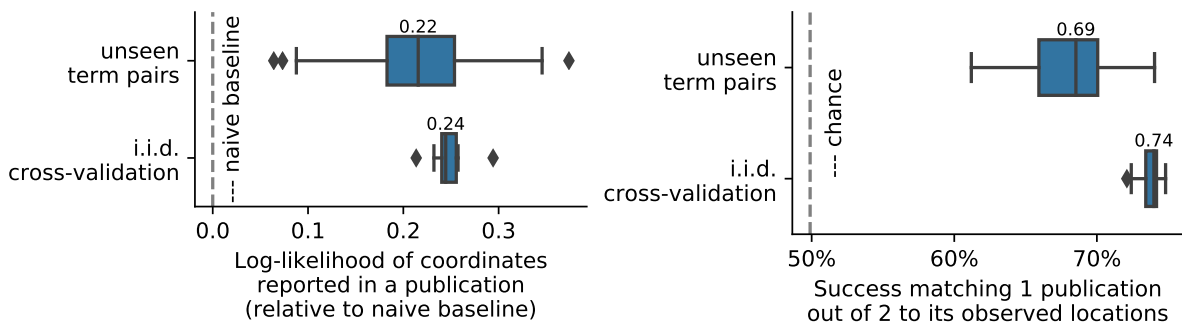 unseen
term pairs
0.22
--- naive baseline
i.i.d.
cross-validation
0.24
0.0 0.1 0.2 0.3
Log-likelihood of coordinates
reported in a publication
(relative to naive baseline)
unseen
term pairs
0.69
--- chance
i.i.d.
cross-validation
0.74
50% 60% 70%
Success matching 1 publication
out of 2 to its observed locations